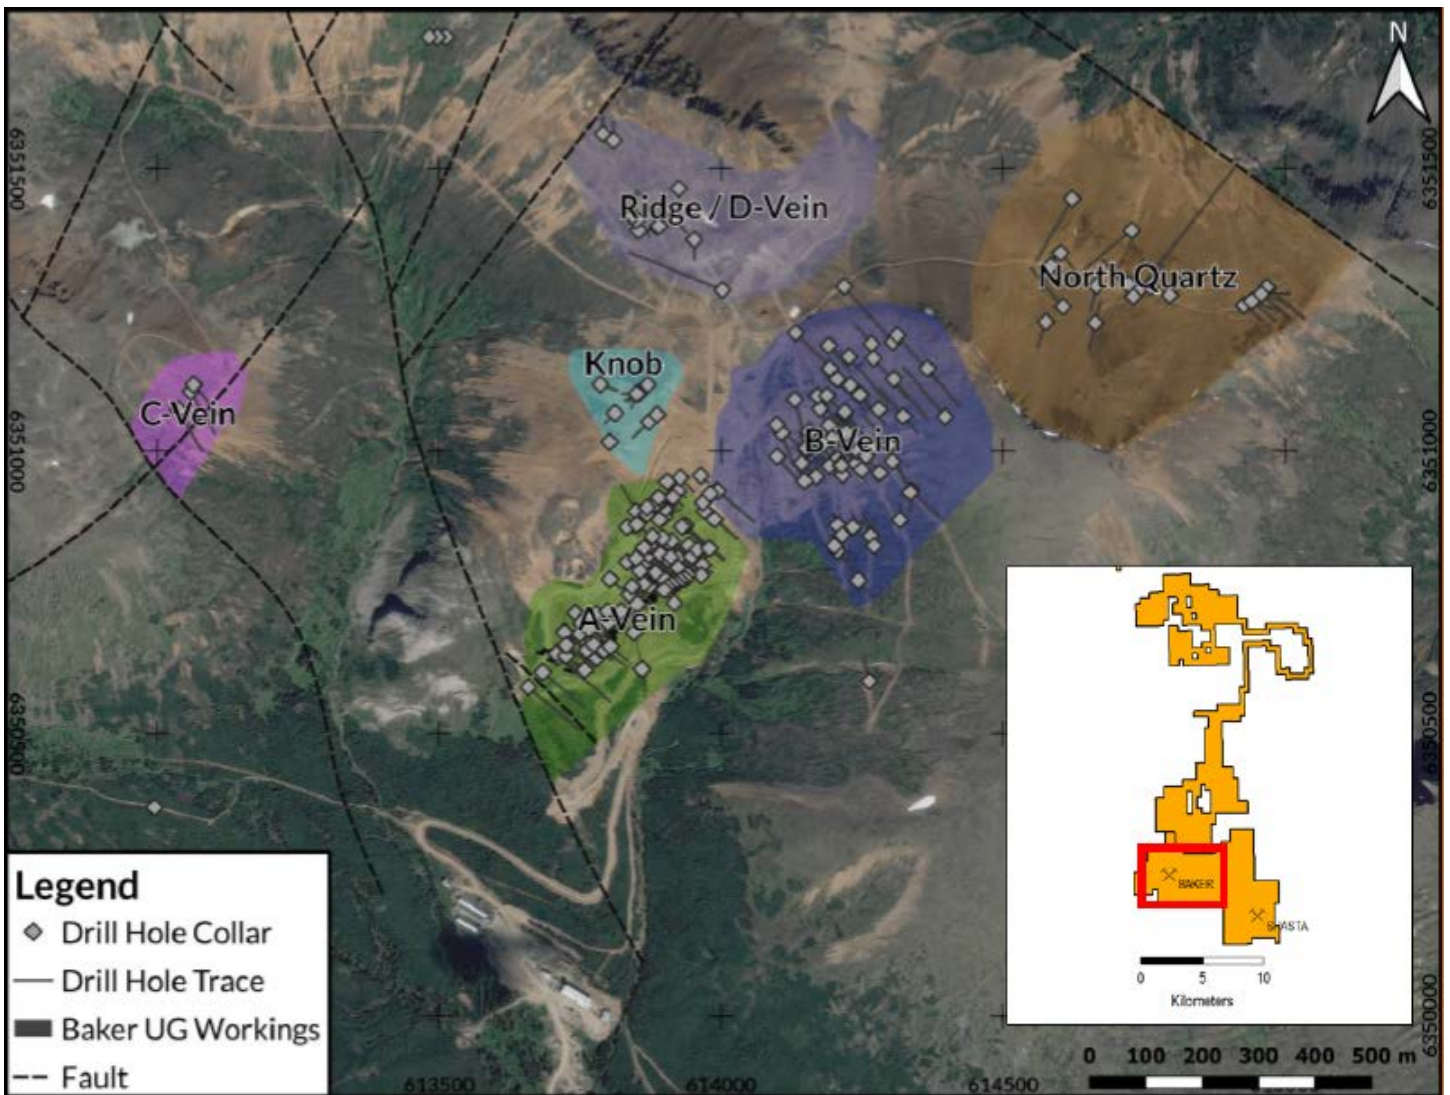 N
6351500
6351500
Ridge / D-Vein
North Quartz
Knob
C-Vein
B-Vein
6351000
6351000
A-Vein
6350500
6350500
BAKER
SHASTA
0 5 10
Kilometers
Legend
Drill Hole Collar
Drill Hole Trace
Baker UG Workings
Fault
6350000
0 100 200 300 400 500 m
613500 614000 614500